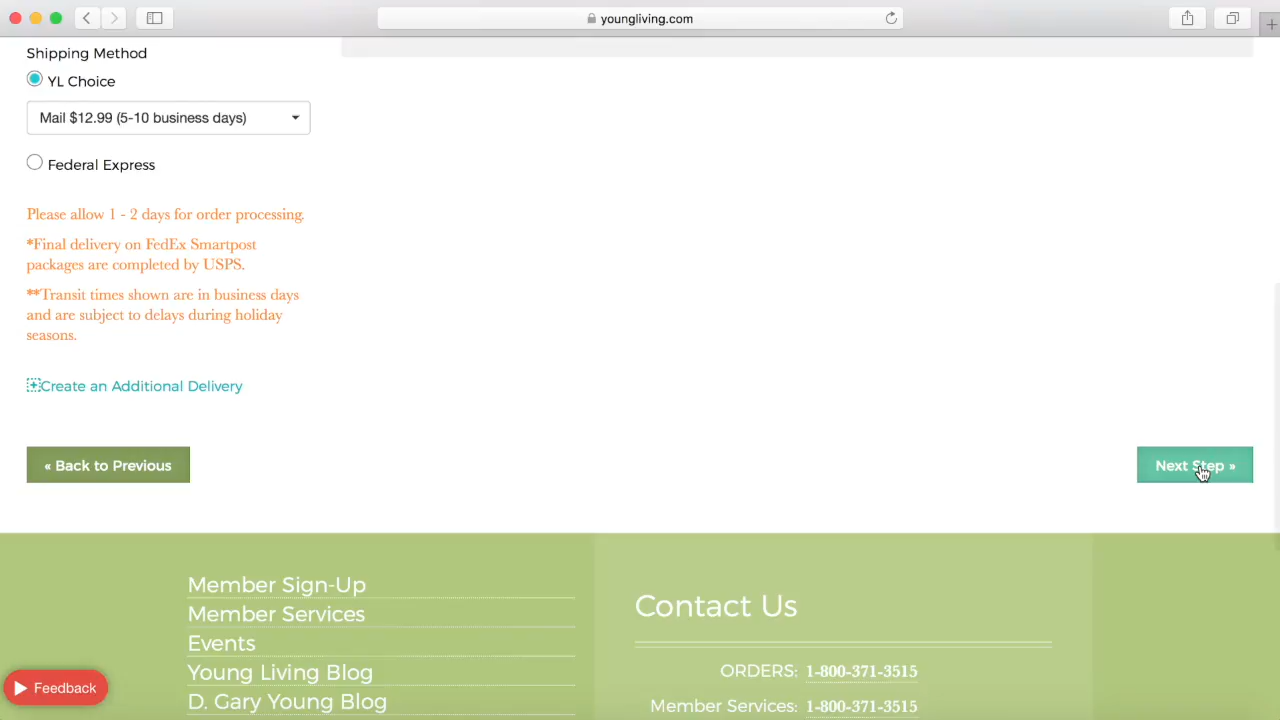 youngliving.com
Shipping Method
YL Choice
Mail $12.99 (5-10 business days)
Federal Express
Please allow 1 - 2 days for order processing.
*Final delivery on FedEx Smartpost
packages are completed by USPS.
**Transit times shown are in business days
and are subject to delays during holiday
seasons.
Create an Additional Delivery
« Back to Previous
Next Step »
Member Sign-Up
Member Services
Events
Young Living Blog
D. Gary Young Blog
Contact Us
ORDERS: 1-800-371-3515
Member Services: 1-800-371-3515
Feedback